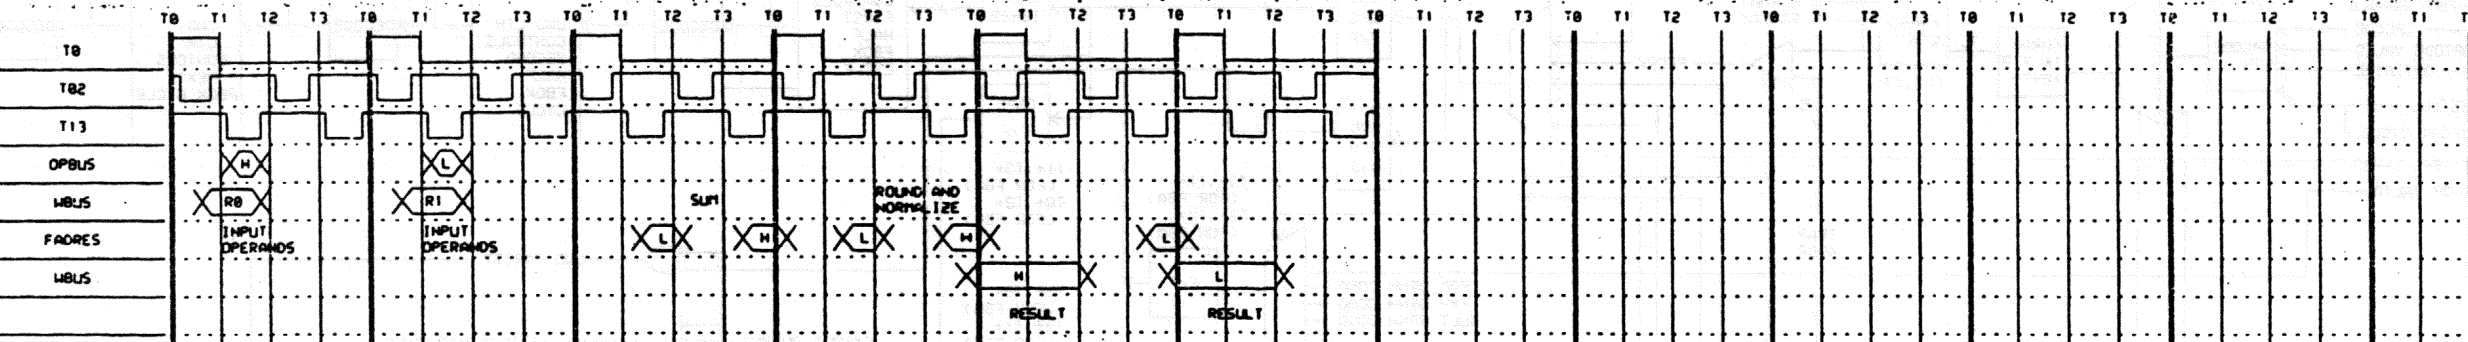 T0 T1 T2 T3 T0 T1 T2 T3 T0 T1 T2 T3 T0 T1 T2 T3 T0 T1 T2 T3 T0 T1 T2 T3 T0 T1 T2 T3 T0 T1 T2 T3 T0 T1 T2 T3 T0 T1 T2 T3 T0 T1 T2 T3 T0 T1
T0
T02
T13
OPBUS H L
WBUS R0 R1 SUM ROUND AND
NORMALIZE
FADRES INPUT
OPERANDS INPUT
OPERANDS L H L H L
WBUS H L
RESULT RESULT